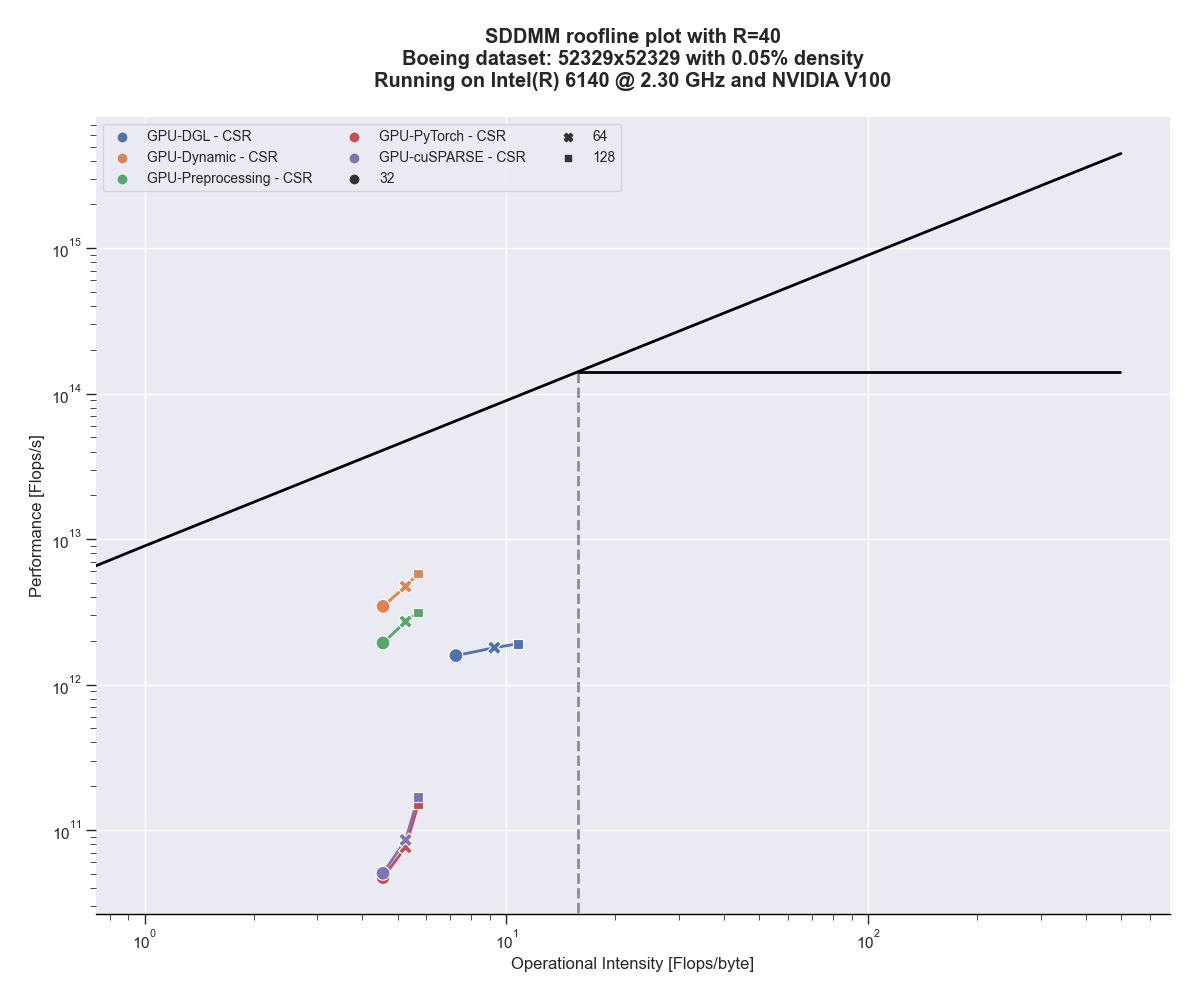 SDDMM roofline plot with R=40
Boeing dataset: 52329x52329 with 0.05% density
Running on Intel(R) 6140 @ 2.30 GHz and NVIDIA V100
GPU-DGL - CSR
GPU-Dynamic - CSR
GPU-Preprocessing - CSR
GPU-PyTorch - CSR
GPU-cuSPARSE - CSR
32
64
128
Performance [Flops/s]
10^15
10^14
10^13
10^12
10^11
10^0
10^1
10^2
Operational Intensity [Flops/byte]